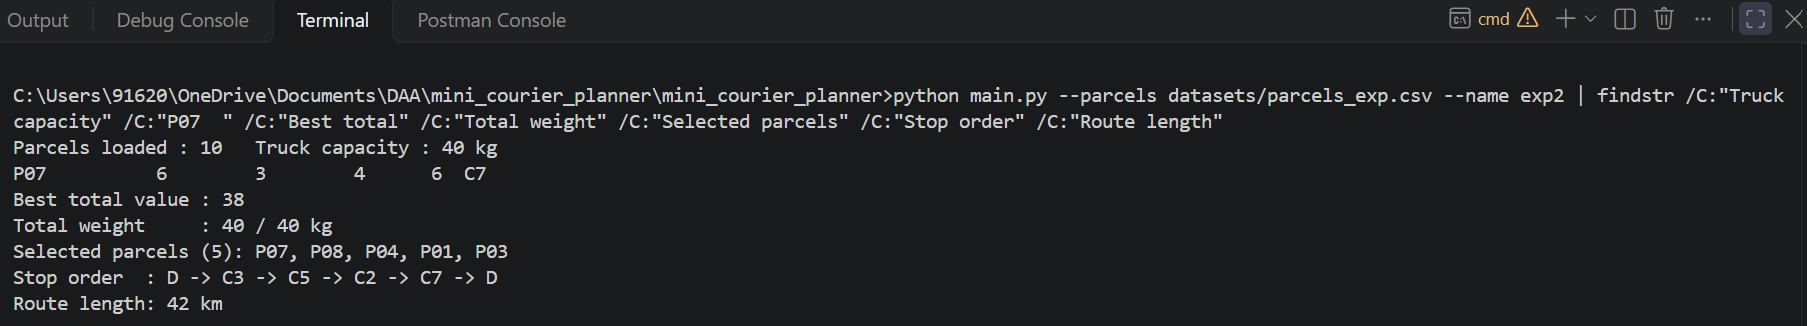 Output Debug Console Terminal Postman Console cmd
C:\Users\91620\OneDrive\Documents\DAA\mini_courier_planner\mini_courier_planner>python main.py --parcels datasets/parcels_exp.csv --name exp2 | findstr /C:"Truck
capacity" /C:"P07  " /C:"Best total" /C:"Total weight" /C:"Selected parcels" /C:"Stop order" /C:"Route length"
Parcels loaded : 10   Truck capacity : 40 kg
P07          6        3        4      6  C7
Best total value : 38
Total weight     : 40 / 40 kg
Selected parcels (5): P07, P08, P04, P01, P03
Stop order  : D -> C3 -> C5 -> C2 -> C7 -> D
Route length: 42 km